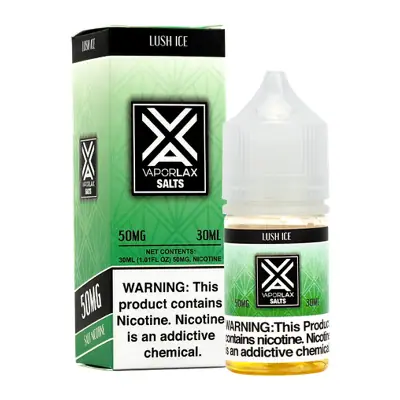 LUSH ICE
VAPORLAX
SALTS
50MG 30ML
NET CONTENTS:
30ML (1.01FL OZ) 50MG. NICOTINE
WARNING: This
product contains
Nicotine. Nicotine
is an addictive
chemical.
50MG
SALT NICOTINE
LUSH ICE
VAPORLAX
SALTS
50MG 30ML
WARNING:This Product
contains nicotine. Nicotine
is an addictive chemical.